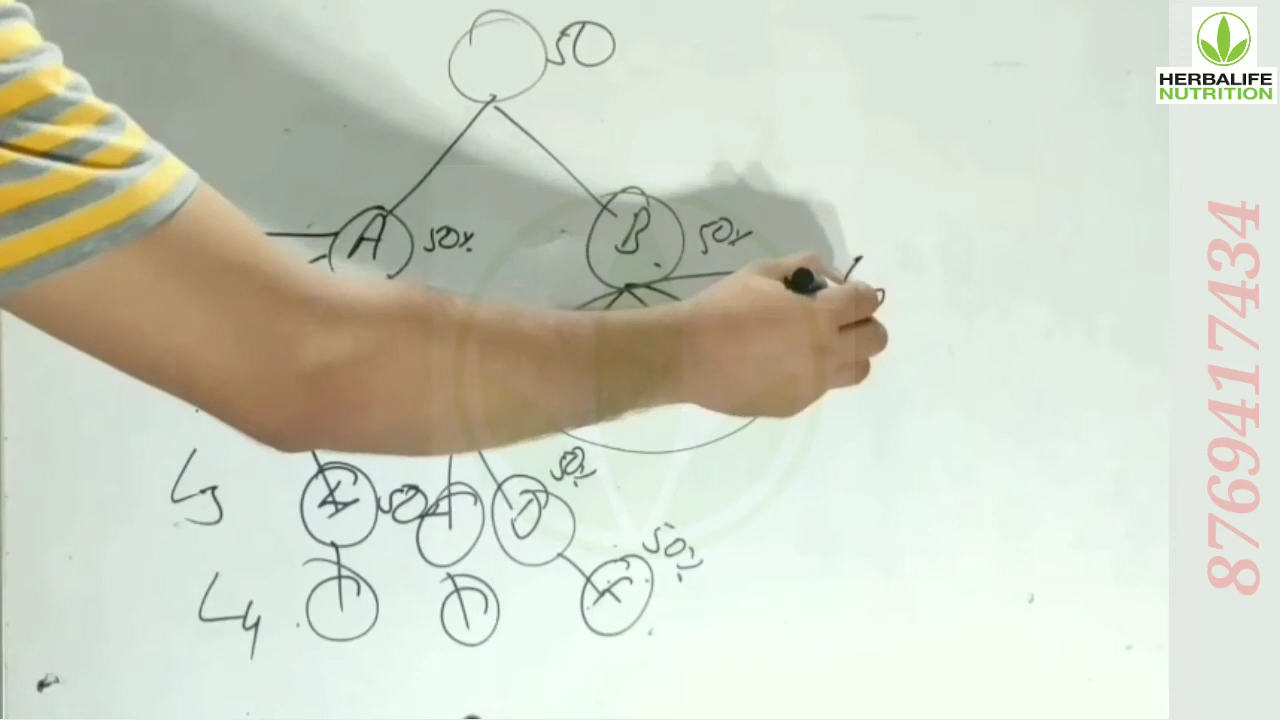 50
HERBALIFE
NUTRITION
A 50%
B 50%
50%
L3
50
50%
L4
8769417434